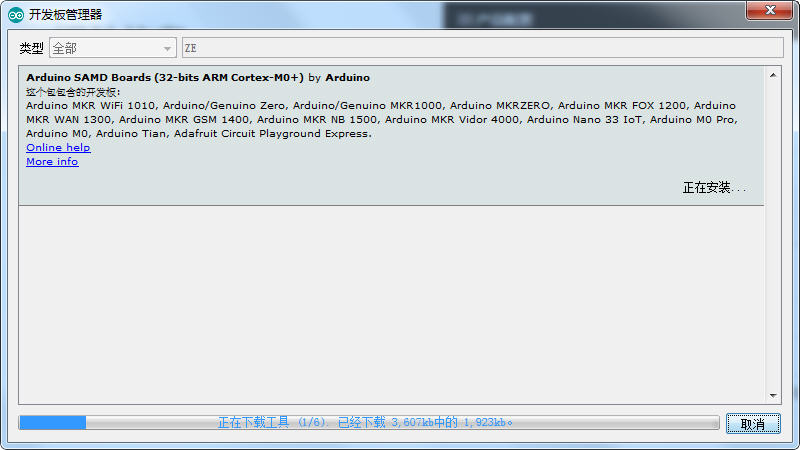 开发板管理器
类型 全部 ZE
Arduino SAMD Boards (32-bits ARM Cortex-M0+) by Arduino
这个包包含的开发板:
Arduino MKR WiFi 1010, Arduino/Genuino Zero, Arduino/Genuino MKR1000, Arduino MKRZERO, Arduino MKR FOX 1200, Arduino
MKR WAN 1300, Arduino MKR GSM 1400, Arduino MKR NB 1500, Arduino MKR Vidor 4000, Arduino Nano 33 IoT, Arduino M0 Pro,
Arduino M0, Arduino Tian, Adafruit Circuit Playground Express.
Online help
More info
正在安装...
正在下载工具 (1/6). 已经下载 3,607kb中的 1,923kb。
取消